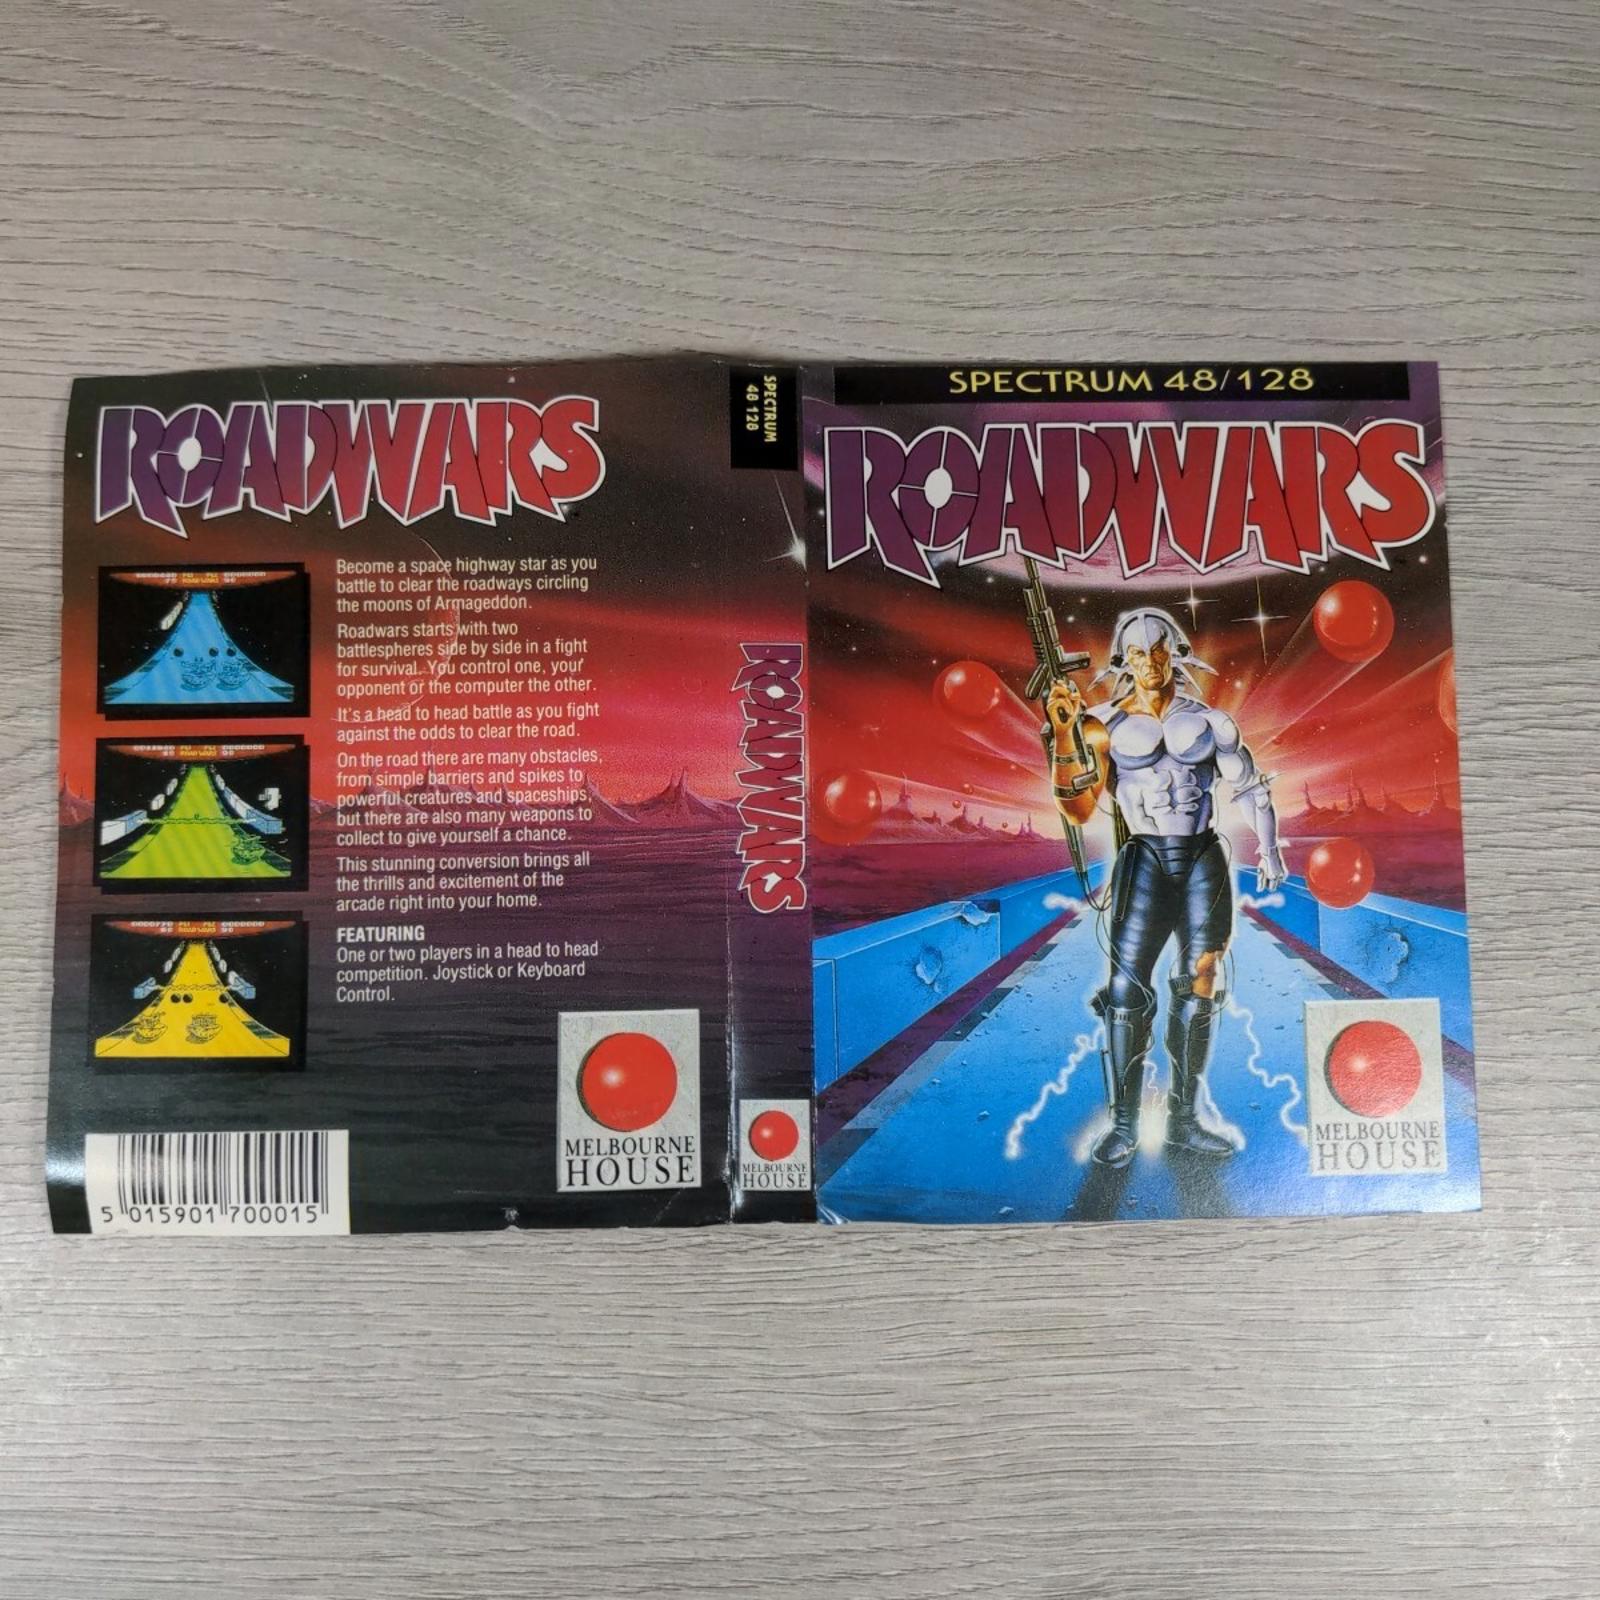 ROADWARS
Become a space highway star as you
battle to clear the roadways circling
the moons of Armageddon.
Roadwars starts with two
battlespheres side by side in a fight
for survival. You control one, your
opponent or the computer the other.
It's a head to head battle as you fight
against the odds to clear the road.
On the road there are many obstacles,
from simple barriers and spikes to
powerful creatures and spaceships,
but there are also many weapons to
collect to give yourself a chance.
This stunning conversion brings all
the thrills and excitement of the
arcade right into your home.
FEATURING
One or two players in a head to head
competition. Joystick or Keyboard
Control.
MELBOURNE
HOUSE
5 015901 700015
SPECTRUM
48 128
ROADWARS
MELBOURNE
HOUSE
SPECTRUM 48/128
ROADWARS
MELBOURNE
HOUSE